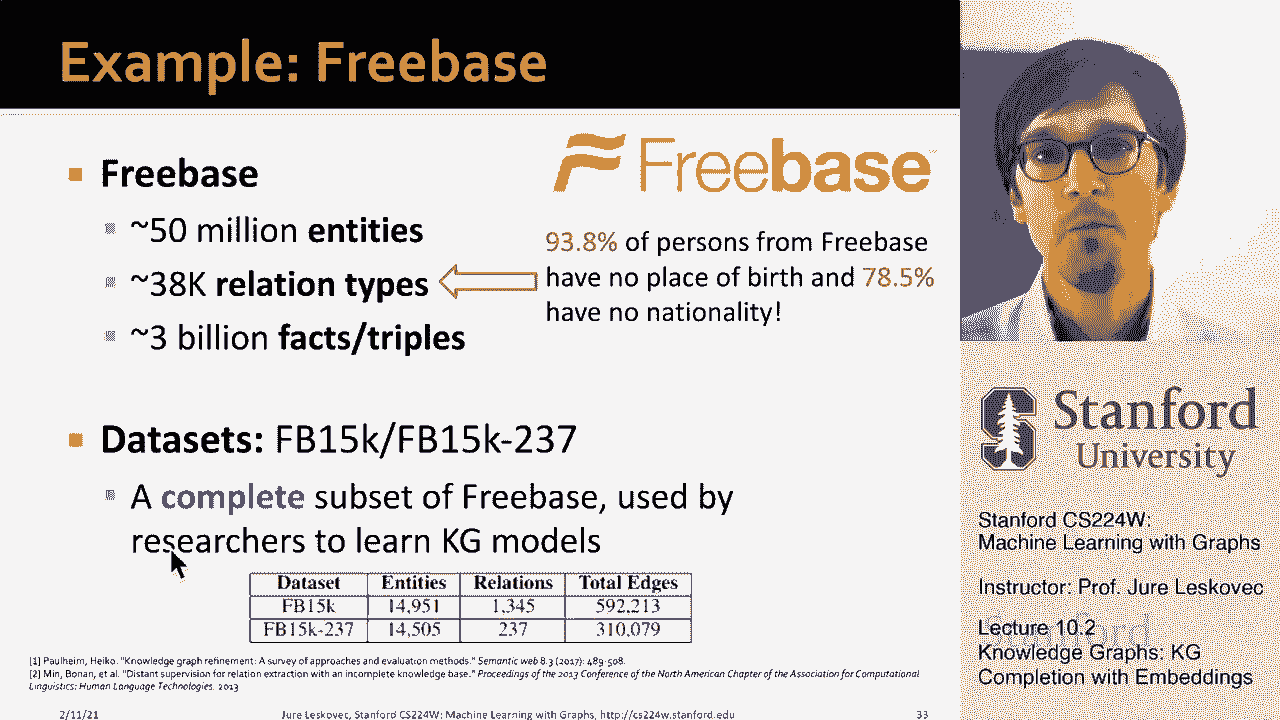 Example: Freebase
Freebase
Freebase
~50 million entities
~38K relation types
~3 billion facts/triples
93.8% of persons from Freebase
have no place of birth and 78.5%
have no nationality!
Datasets: FB15k/FB15k-237
A complete subset of Freebase, used by
researchers to learn KG models
Dataset Entities Relations Total Edges
FB15k 14,951 1,345 592,213
FB15k-237 14,505 237 310,079
[1] Paulheim, Heiko. "Knowledge graph refinement: A survey of approaches and evaluation methods." Semantic web 8.3 (2017): 489-508.
[2] Min, Bonan, et al. "Distant supervision for relation extraction with an incomplete knowledge base." Proceedings of the 2013 Conference of the North American Chapter of the Association for Computational
Linguistics: Human Language Technologies. 2013
2/11/21 Jure Leskovec, Stanford CS224W: Machine Learning with Graphs, http://cs224w.stanford.edu 33
Stanford
University
Stanford CS224W:
Machine Learning with Graphs
Instructor: Prof. Jure Leskovec
Lecture 10.2
Knowledge Graphs: KG
Completion with Embeddings